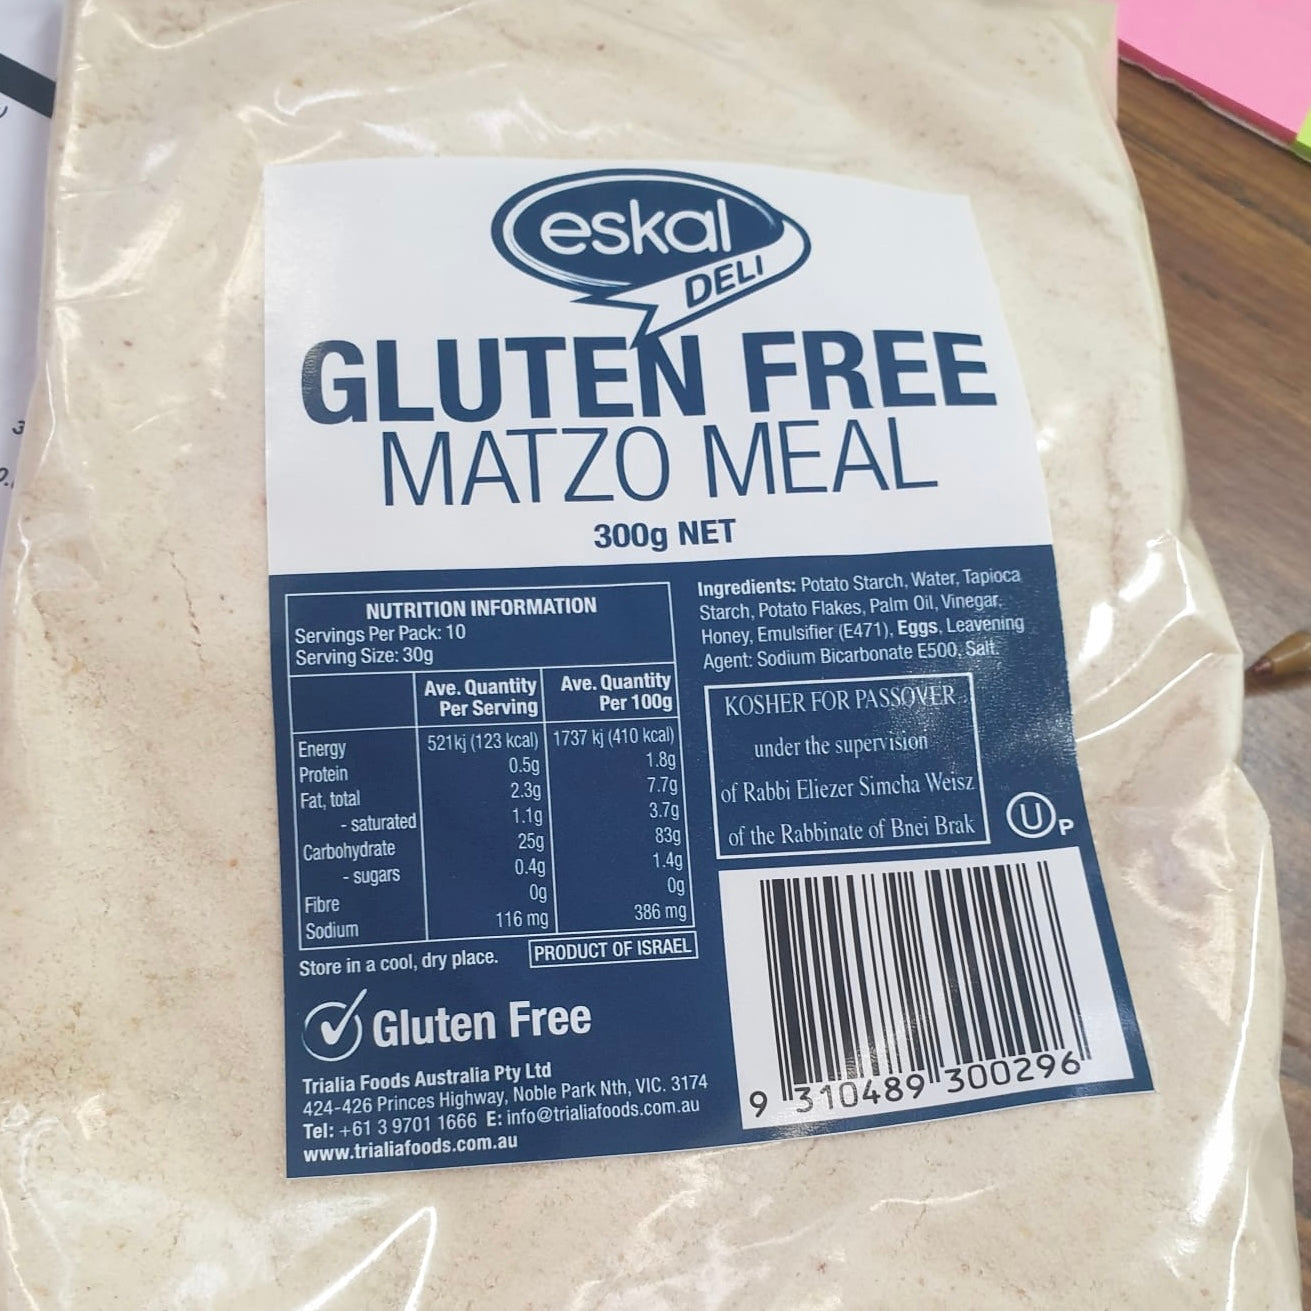 eskal
DELI
GLUTEN FREE
MATZO MEAL
300g NET
NUTRITION INFORMATION
Servings Per Pack: 10
Serving Size: 30g
Ave. Quantity Per Serving Ave. Quantity Per 100g
Energy 521kj (123 kcal) 1737 kj (410 kcal)
Protein 0.5g 1.8g
Fat, total 2.3g 7.7g
- saturated 1.1g 3.7g
Carbohydrate 25g 83g
- sugars 0.4g 1.4g
Fibre 0g 0g
Sodium 116 mg 386 mg
Store in a cool, dry place. PRODUCT OF ISRAEL
Gluten Free
Trialia Foods Australia Pty Ltd
424-426 Princes Highway, Noble Park Nth, VIC. 3174
Tel: +61 3 9701 1666 E: info@trialiafoods.com.au
www.trialiafoods.com.au
Ingredients: Potato Starch, Water, Tapioca
Starch, Potato Flakes, Palm Oil, Vinegar,
Honey, Emulsifier (E471), Eggs, Leavening
Agent: Sodium Bicarbonate E500, Salt.
KOSHER FOR PASSOVER
under the supervision
of Rabbi Eliezer Simcha Weisz
of the Rabbinate of Bnei Brak
U P
9 310489 300296